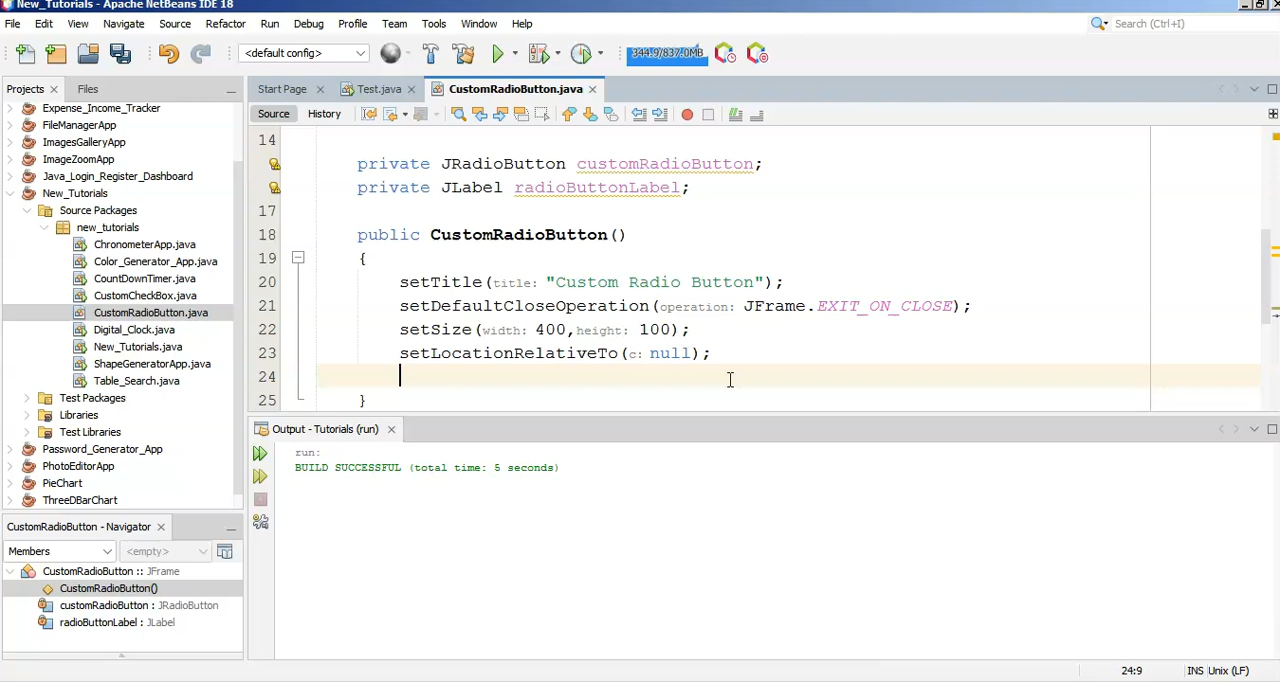 New_Tutorials - Apache NetBeans IDE 18
File Edit View Navigate Source Refactor Run Debug Profile Team Tools Window Help
Search (Ctrl+I)
<default config>
344.9/837.0MB
Projects Files
Start Page Test.java CustomRadioButton.java
Source History
Expense_Income_Tracker
FileManagerApp
ImagesGalleryApp
ImageZoomApp
Java_Login_Register_Dashboard
New_Tutorials
Source Packages
new_tutorials
ChronometerApp.java
Color_Generator_App.java
CountDownTimer.java
CustomCheckBox.java
CustomRadioButton.java
Digital_Clock.java
New_Tutorials.java
ShapeGeneratorApp.java
Table_Search.java
Test Packages
Libraries
Test Libraries
Password_Generator_App
PhotoEditorApp
PieChart
ThreeDBarChart
14
private JRadioButton customRadioButton;
private JLabel radioButtonLabel;
17
18 public CustomRadioButton()
19 {
20 setTitle(title: "Custom Radio Button");
21 setDefaultCloseOperation(operation: JFrame.EXIT_ON_CLOSE);
22 setSize(width: 400,height: 100);
23 setLocationRelativeTo(c: null);
24
25 }
Output - Tutorials (run)
run:
BUILD SUCCESSFUL (total time: 5 seconds)
CustomRadioButton - Navigator
Members <empty>
CustomRadioButton :: JFrame
CustomRadioButton()
customRadioButton : JRadioButton
radioButtonLabel : JLabel
24:9 INS Unix (LF)